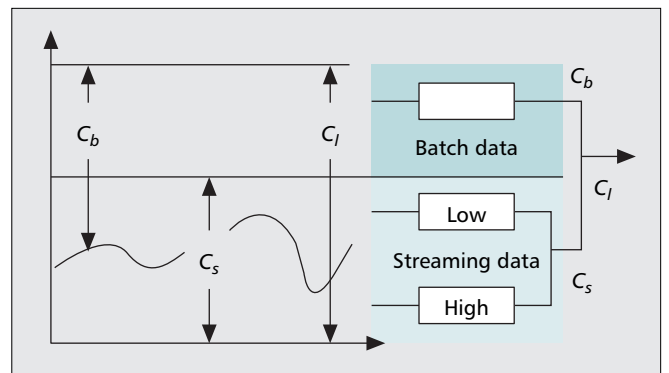 C_b
C_l
C_s
C_b
Batch data
C_l
Low
Streaming data
C_s
High